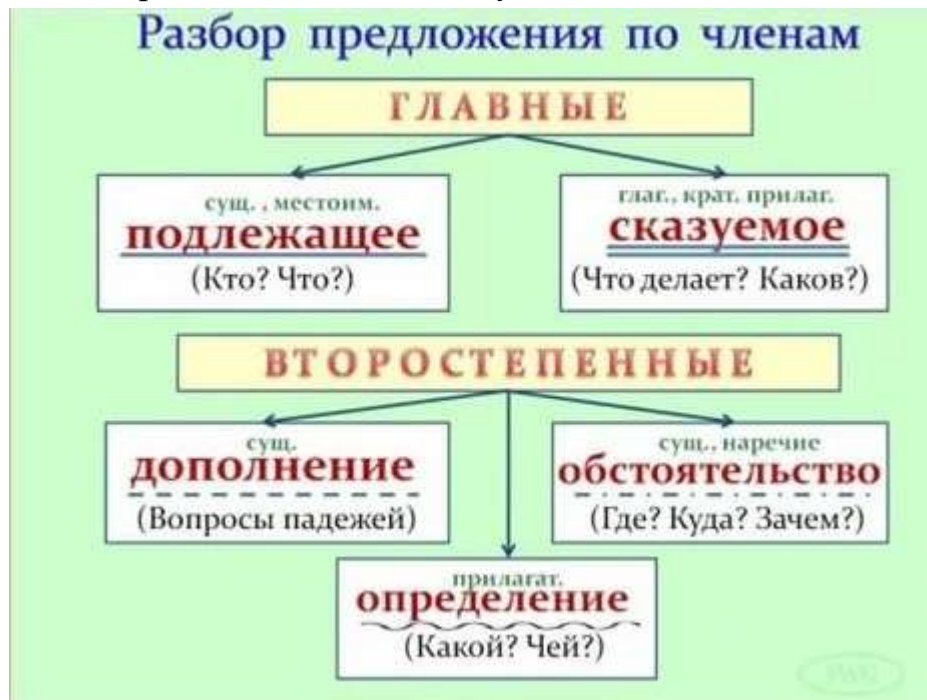 Разбор предложения по членам
ГЛАВНЫЕ
сущ. , местоим.
подлежащее
(Кто? Что?)
глаг., крат. прилаг.
сказуемое
(Что делает? Каков?)
ВТОРОСТЕПЕННЫЕ
сущ.
дополнение
(Вопросы падежей)
сущ., наречие
обстоятельство
(Где? Куда? Зачем?)
прилагат.
определение
(Какой? Чей?)